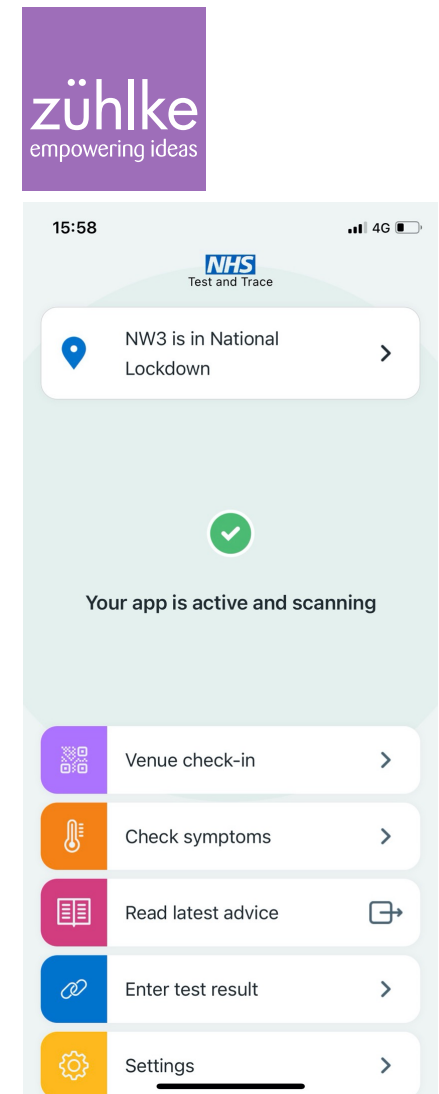 zühlke
empowering ideas
15:58
4G
NHS
Test and Trace
NW3 is in National
Lockdown
Your app is active and scanning
Venue check-in
Check symptoms
Read latest advice
Enter test result
Settings